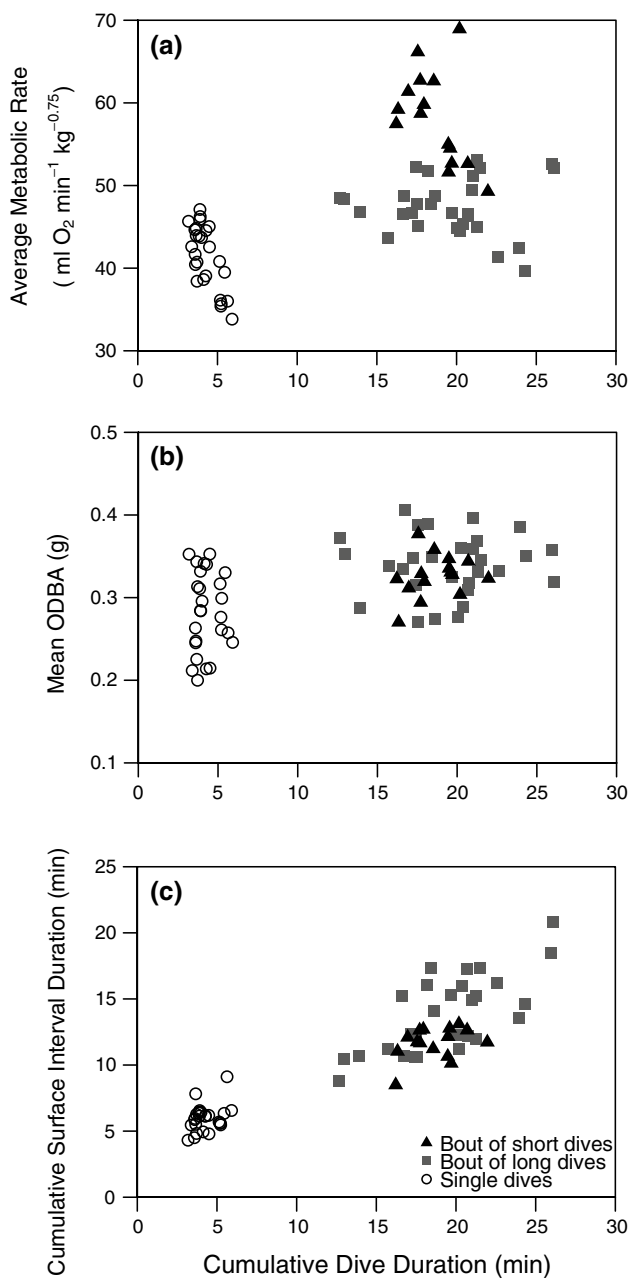 (a)
Average Metabolic Rate
( ml O₂ min⁻¹ kg⁻⁰·⁷⁵)
70
60
50
40
30
0 5 10 15 20 25 30
(b)
Mean ODBA (g)
0.5
0.4
0.3
0.2
0.1
0 5 10 15 20 25 30
(c)
Cumulative Surface Interval Duration (min)
25
20
15
10
5
0
Bout of short dives
Bout of long dives
Single dives
0 5 10 15 20 25 30
Cumulative Dive Duration (min)